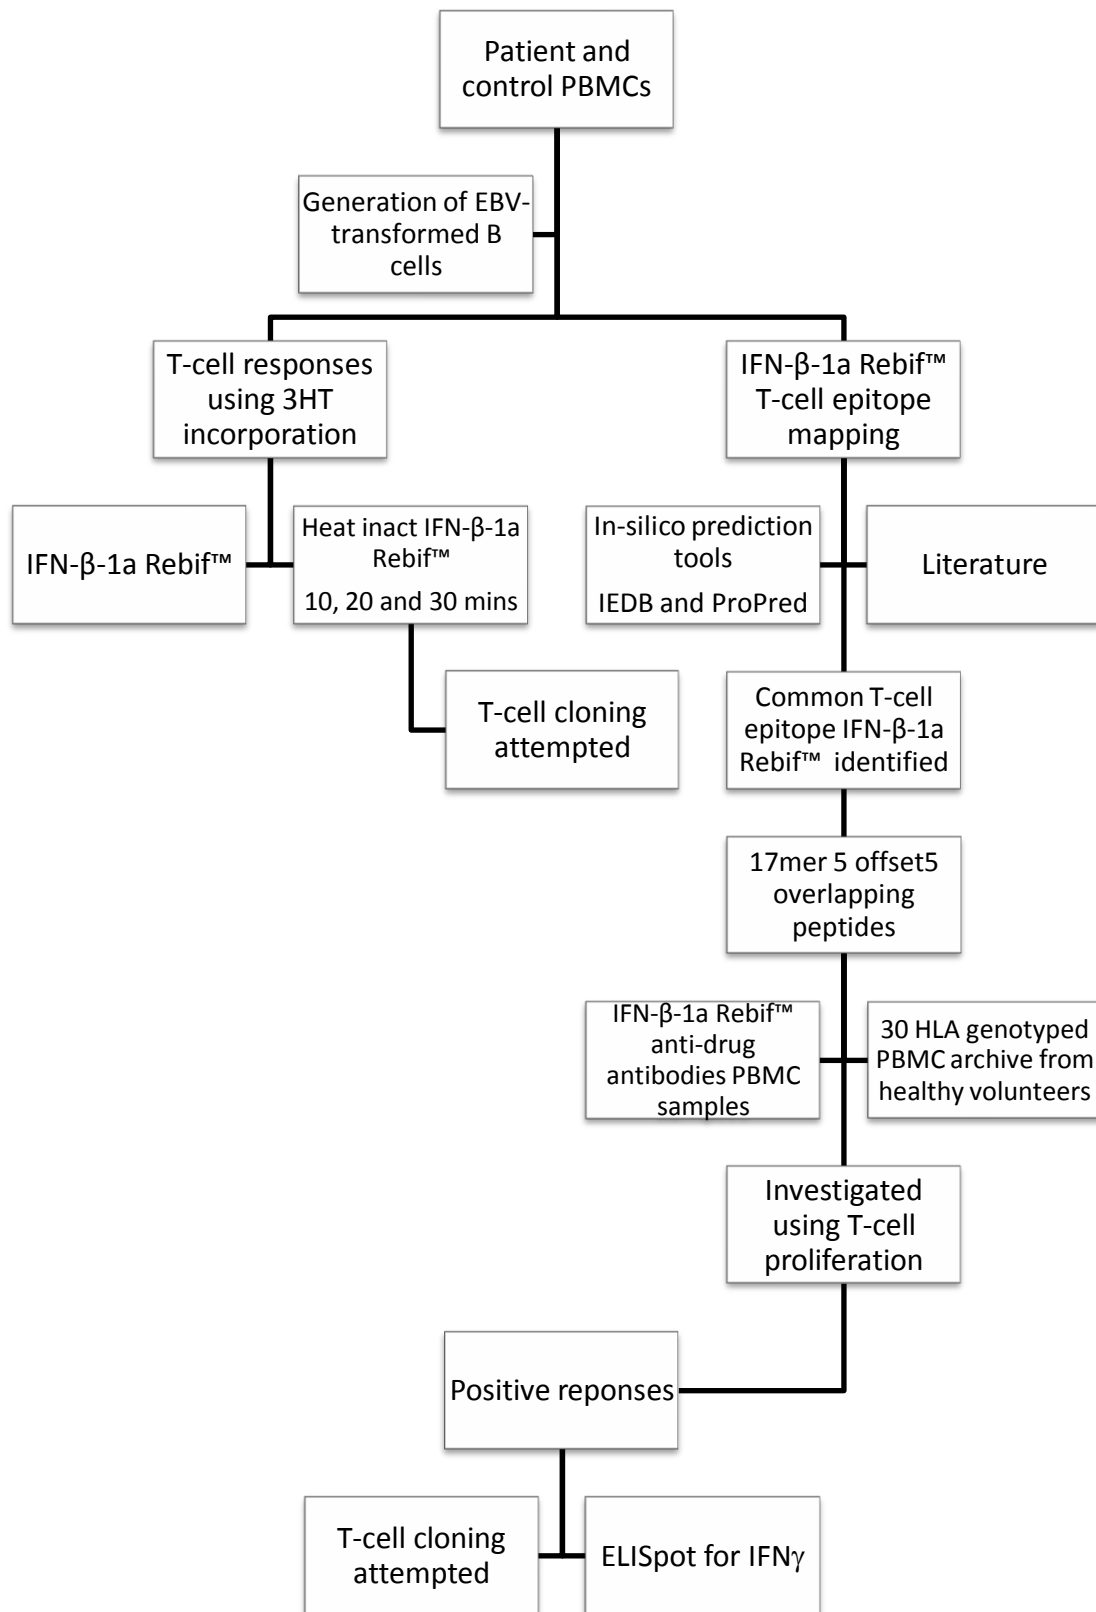 Patient and
control PBMCs
Generation of EBV-
transformed B
cells
T-cell responses
using 3HT
incorporation
IFN-β-1a Rebif™
T-cell epitope
mapping
IFN-β-1a Rebif™
Heat inact IFN-β-1a
Rebif™
10, 20 and 30 mins
In-silico prediction
tools
IEDB and ProPred
Literature
T-cell cloning
attempted
Common T-cell
epitope IFN-β-1a
Rebif™ identified
17mer 5 offset5
overlapping
peptides
IFN-β-1a Rebif™
anti-drug
antibodies PBMC
samples
30 HLA genotyped
PBMC archive from
healthy volunteers
Investigated
using T-cell
proliferation
Positive reponses
T-cell cloning
attempted
ELISpot for IFNγ